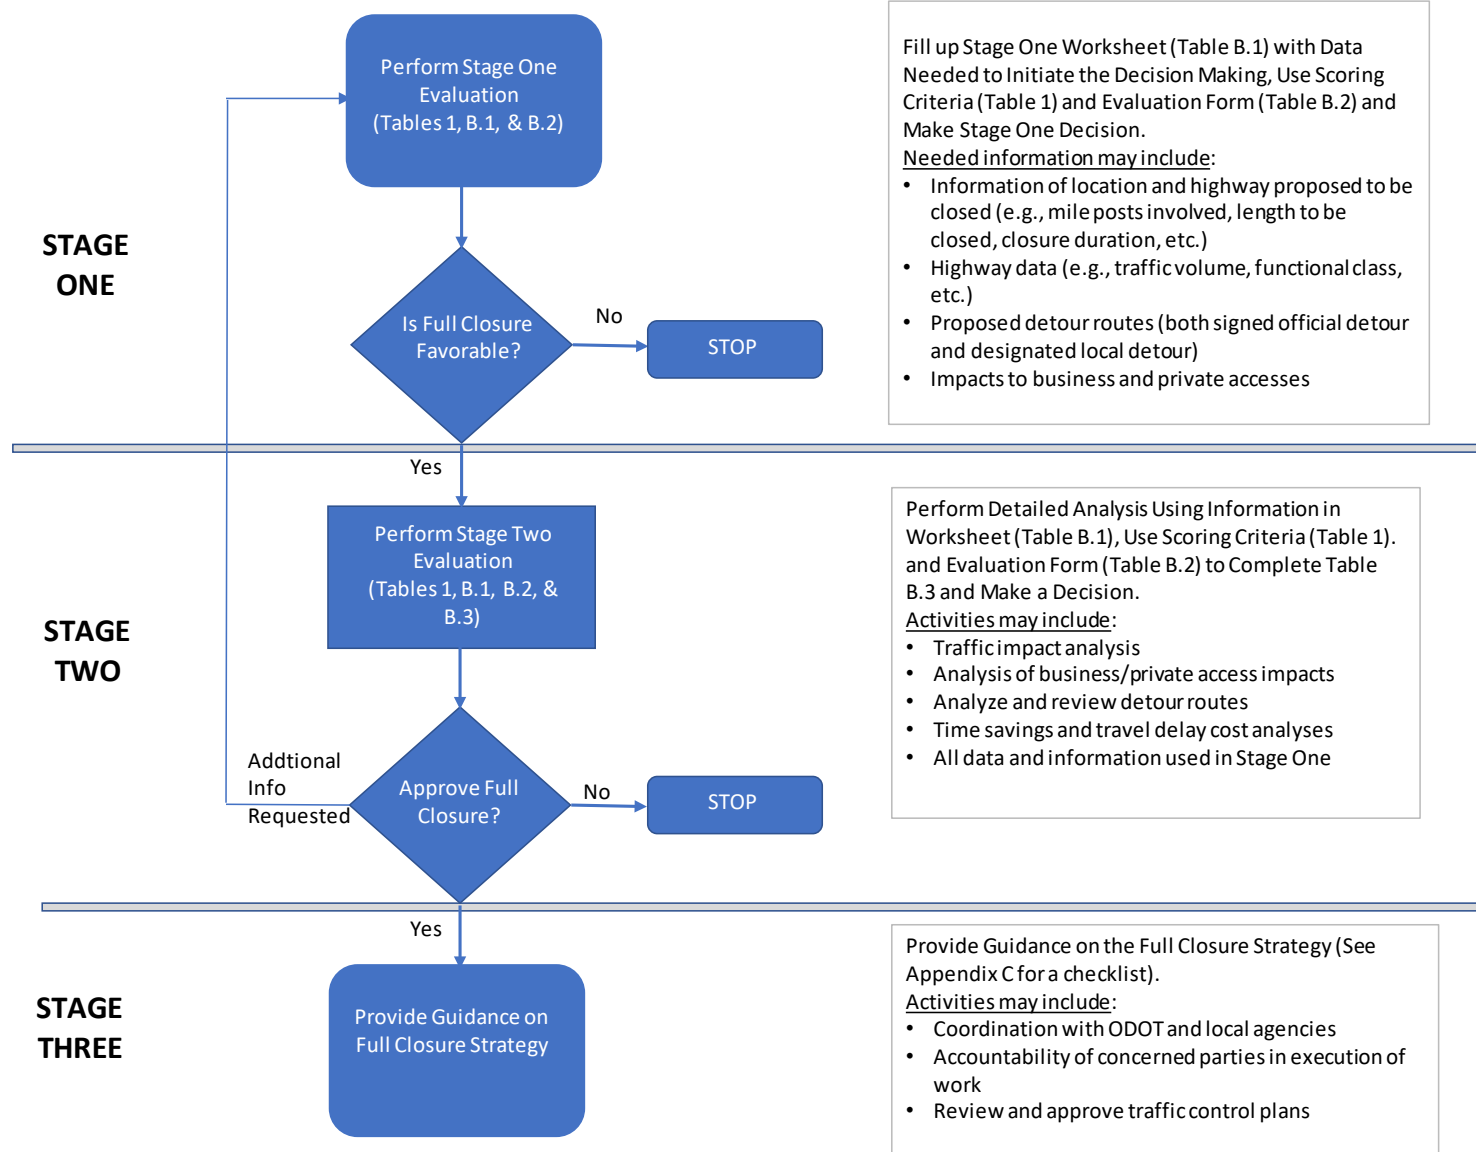 STAGE
ONE
Perform Stage One
Evaluation
(Tables 1, B.1, & B.2)
Is Full Closure
Favorable?
No
STOP
Fill up Stage One Worksheet (Table B.1) with Data
Needed to Initiate the Decision Making, Use Scoring
Criteria (Table 1) and Evaluation Form (Table B.2) and
Make Stage One Decision.
Needed information may include:
• Information of location and highway proposed to be
closed (e.g., mile posts involved, length to be
closed, closure duration, etc.)
• Highway data (e.g., traffic volume, functional class,
etc.)
• Proposed detour routes (both signed official detour
and designated local detour)
• Impacts to business and private accesses
Yes
STAGE
TWO
Perform Stage Two
Evaluation
(Tables 1, B.1, B.2, &
B.3)
Addtional
Info
Requested
Approve Full
Closure?
No
STOP
Perform Detailed Analysis Using Information in
Worksheet (Table B.1), Use Scoring Criteria (Table 1).
and Evaluation Form (Table B.2) to Complete Table
B.3 and Make a Decision.
Activities may include:
• Traffic impact analysis
• Analysis of business/private access impacts
• Analyze and review detour routes
• Time savings and travel delay cost analyses
• All data and information used in Stage One
Yes
STAGE
THREE
Provide Guidance on
Full Closure Strategy
Provide Guidance on the Full Closure Strategy (See
Appendix C for a checklist).
Activities may include:
• Coordination with ODOT and local agencies
• Accountability of concerned parties in execution of
work
• Review and approve traffic control plans